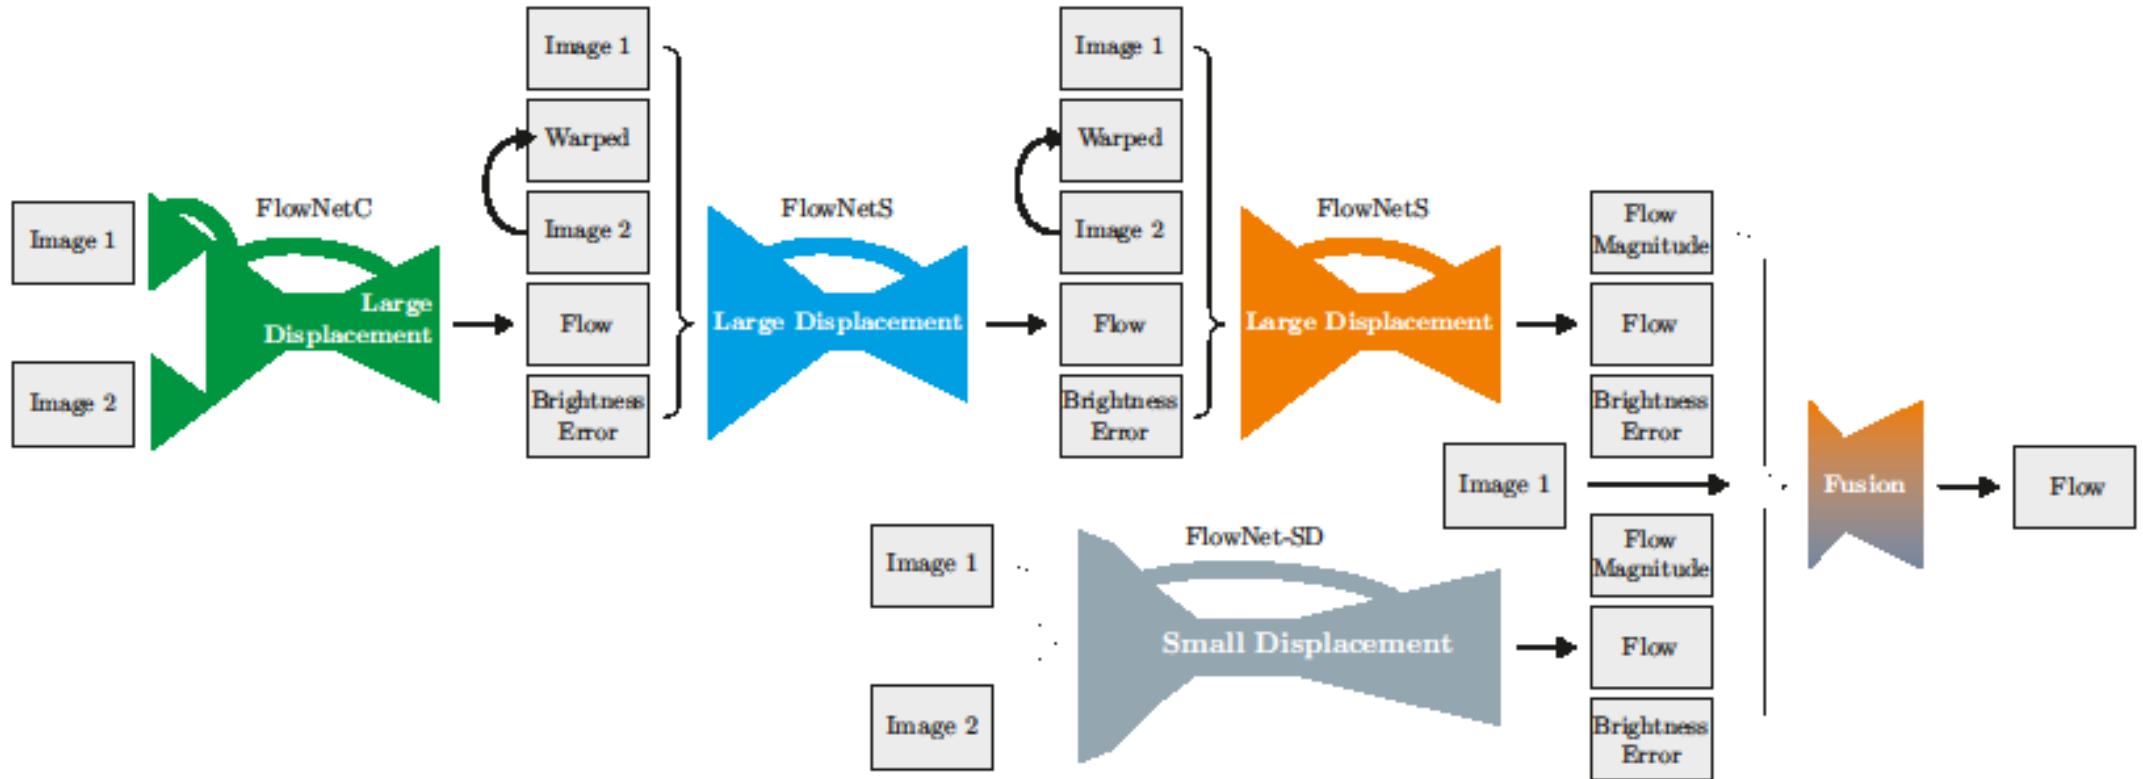 Image 1
Image 2
FlowNetC
Large
Displacement
Image 1
Warped
Image 2
Flow
Brightness
Error
FlowNetS
Large Displacement
Image 1
Warped
Image 2
Flow
Brightness
Error
FlowNetS
Large Displacement
Flow
Magnitude
Flow
Brightness
Error
Image 1
Image 1
Image 2
FlowNet-SD
Small Displacement
Flow
Magnitude
Flow
Brightness
Error
Fusion
Flow